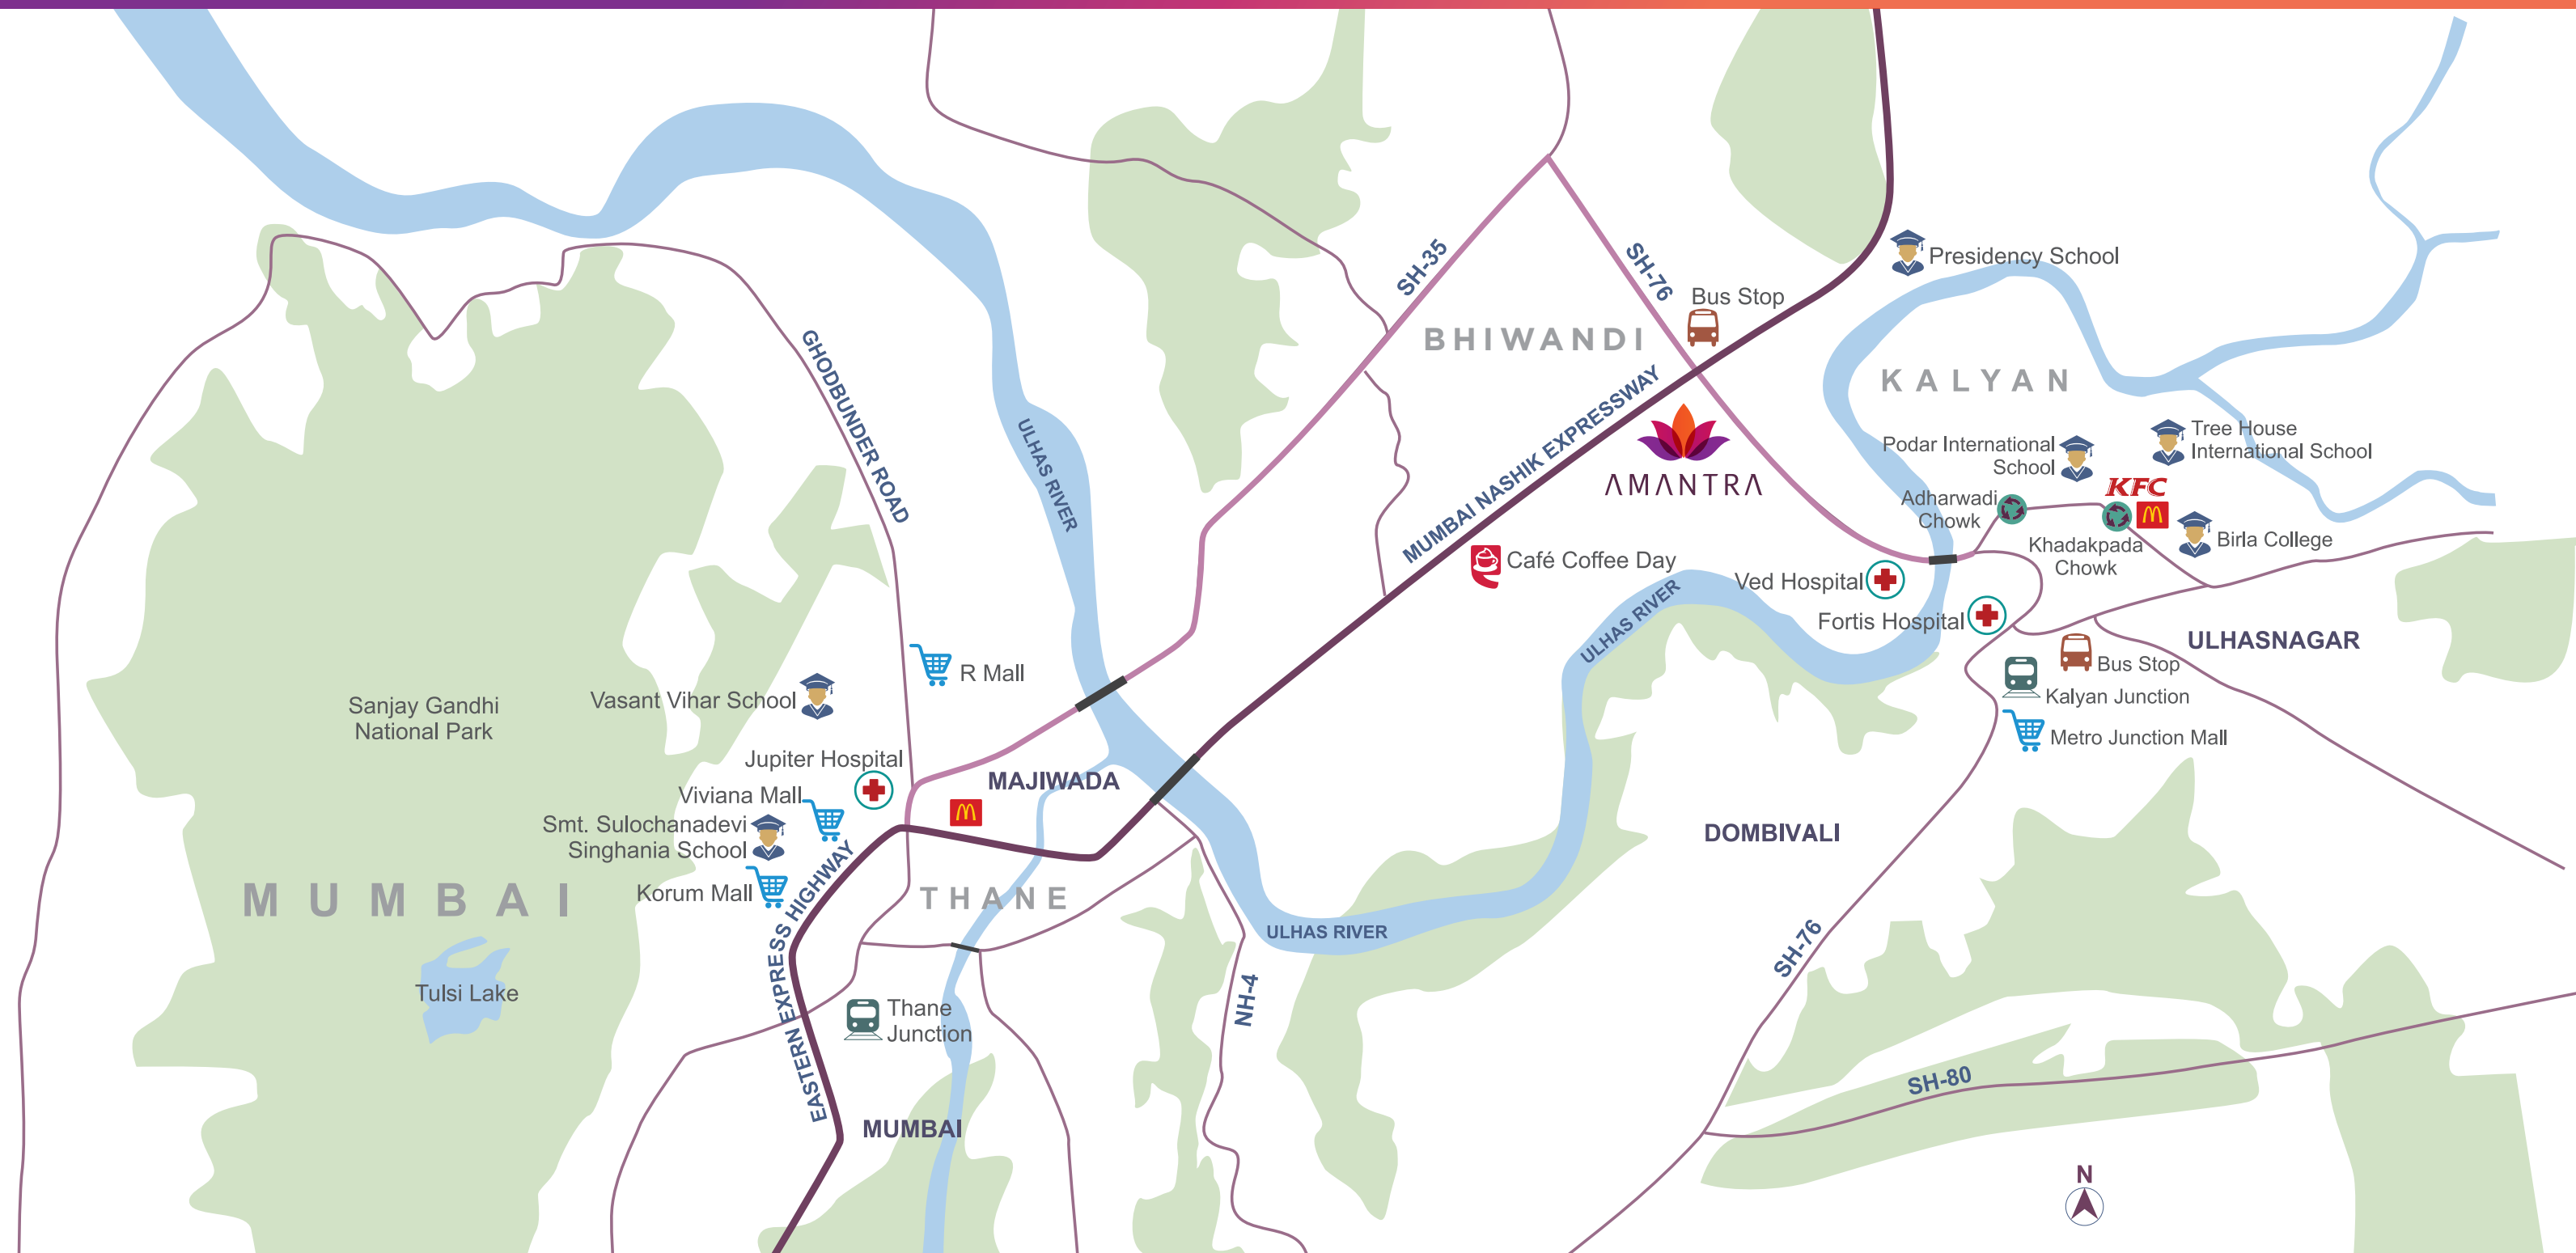 Presidency School
SH-35
SH-76
Bus Stop
BHIWANDI
GHODBUNDER ROAD
KALYAN
MUMBAI NASHIK EXPRESSWAY
AMANTRA
ULHAS RIVER
Podar International
School
Tree House
International School
KFC
Adharwadi
Chowk
Khadakpada
Chowk
Birla College
Café Coffee Day
Ved Hospital
Fortis Hospital
ULHAS RIVER
ULHASNAGAR
Bus Stop
Kalyan Junction
Metro Junction Mall
R Mall
Vasant Vihar School
Sanjay Gandhi
National Park
Jupiter Hospital
MAJIWADA
Viviana Mall
Smt. Sulochanadevi
Singhania School
Korum Mall
MUMBAI
THANE
EASTERN EXPRESS HIGHWAY
DOMBIVALI
ULHAS RIVER
SH-76
NH-4
Tulsi Lake
Thane
Junction
SH-80
MUMBAI
N